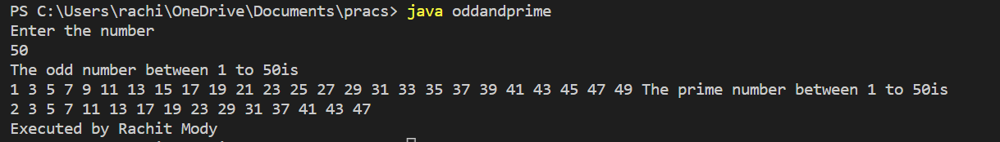 PS C:\Users\rachi\OneDrive\Documents\pracs> java oddandprime
Enter the number
50
The odd number between 1 to 50is
1 3 5 7 9 11 13 15 17 19 21 23 25 27 29 31 33 35 37 39 41 43 45 47 49 The prime number between 1 to 50is
2 3 5 7 11 13 17 19 23 29 31 37 41 43 47
Executed by Rachit Mody